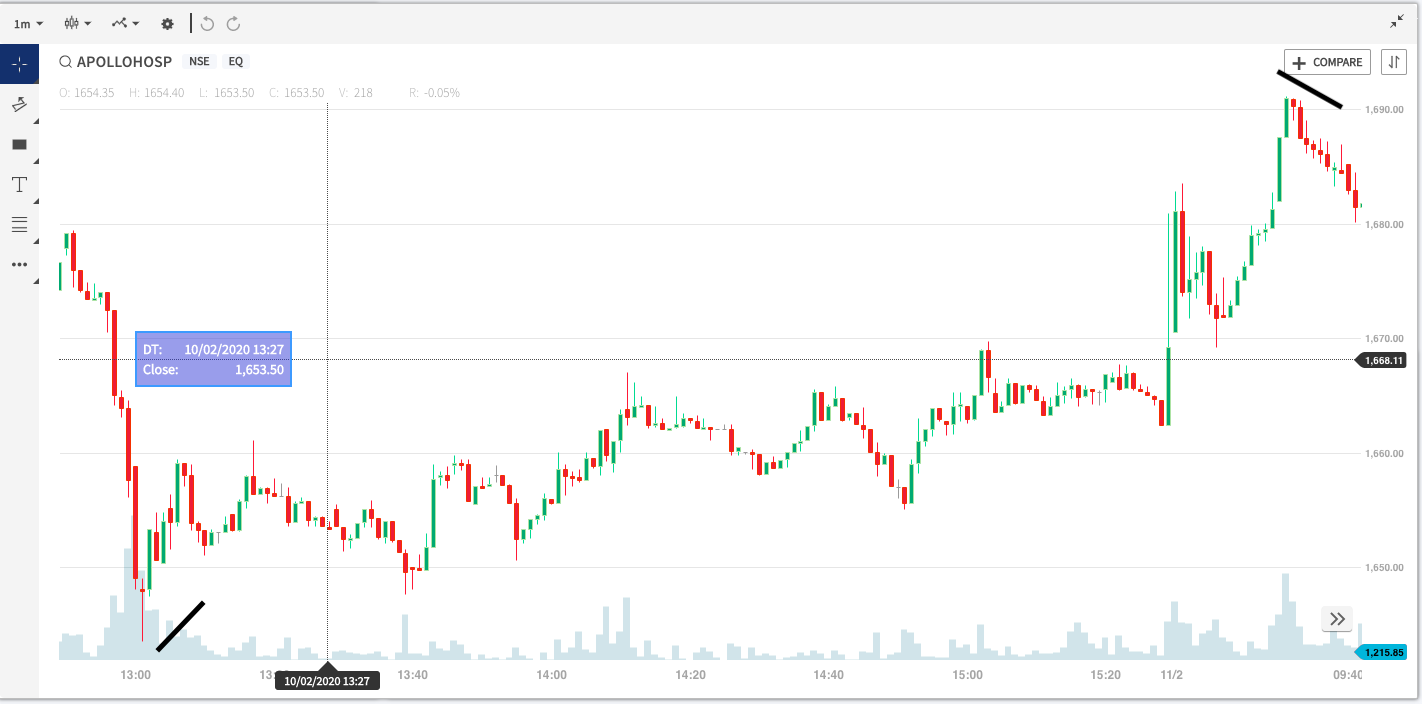 1m
APOLLOHOSP NSE EQ
COMPARE
O: 1654.35 H: 1654.40 L: 1653.50 C: 1653.50 V: 218 R: -0.05%
1,690.00
1,680.00
DT: 10/02/2020 13:27
Close: 1,653.50
1,670.00
1,668.11
1,660.00
1,650.00
1,215.85
13:00 13:40 14:00 14:20 14:40 15:00 15:20 11/2 09:40
10/02/2020 13:27